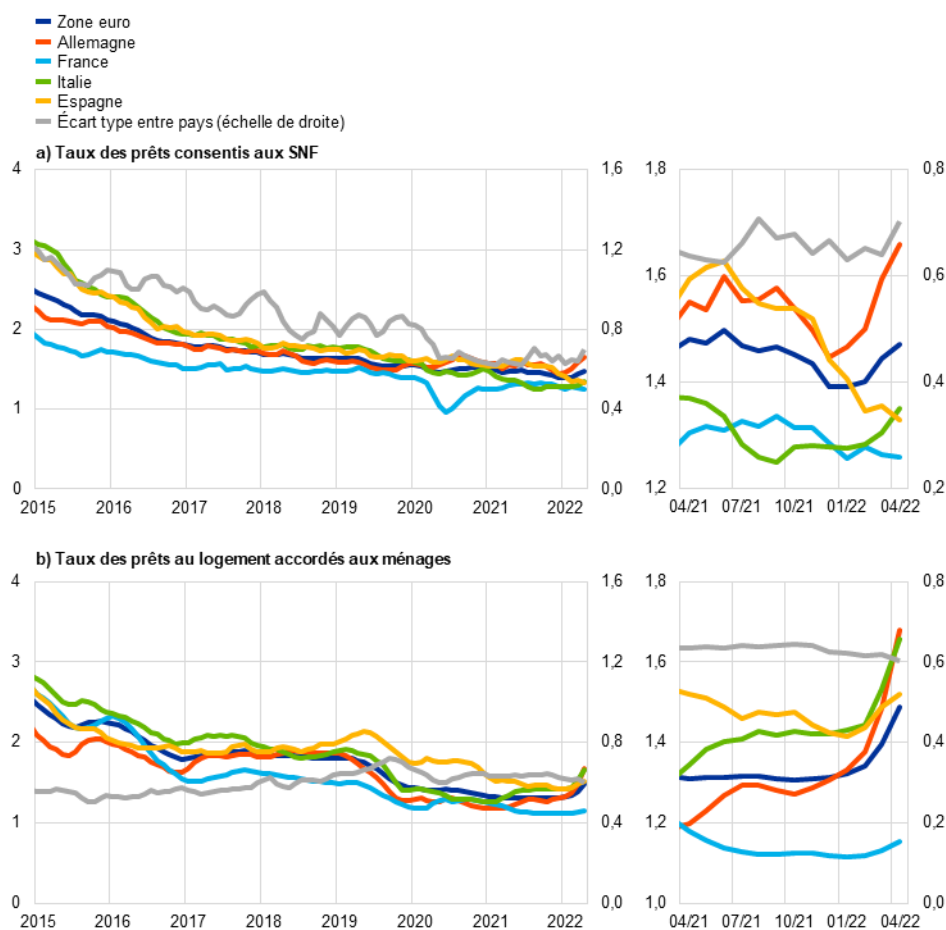 Zone euro
Allemagne
France
Italie
Espagne
Écart type entre pays (échelle de droite)
a) Taux des prêts consentis aux SNF
4 1,6 1,8 0,8
3 1,2 1,6 0,6
2 0,8 1,4 0,4
1 0,4
0 0,0 1,2 0,2
2015 2016 2017 2018 2019 2020 2021 2022 04/21 07/21 10/21 01/22 04/22
b) Taux des prêts au logement accordés aux ménages
4 1,6 1,8 0,8
3 1,2 1,6 0,6
2 0,8 1,4 0,4
1 0,4 1,2 0,2
0 0,0 1,0 0,0
2015 2016 2017 2018 2019 2020 2021 2022 04/21 07/21 10/21 01/22 04/22